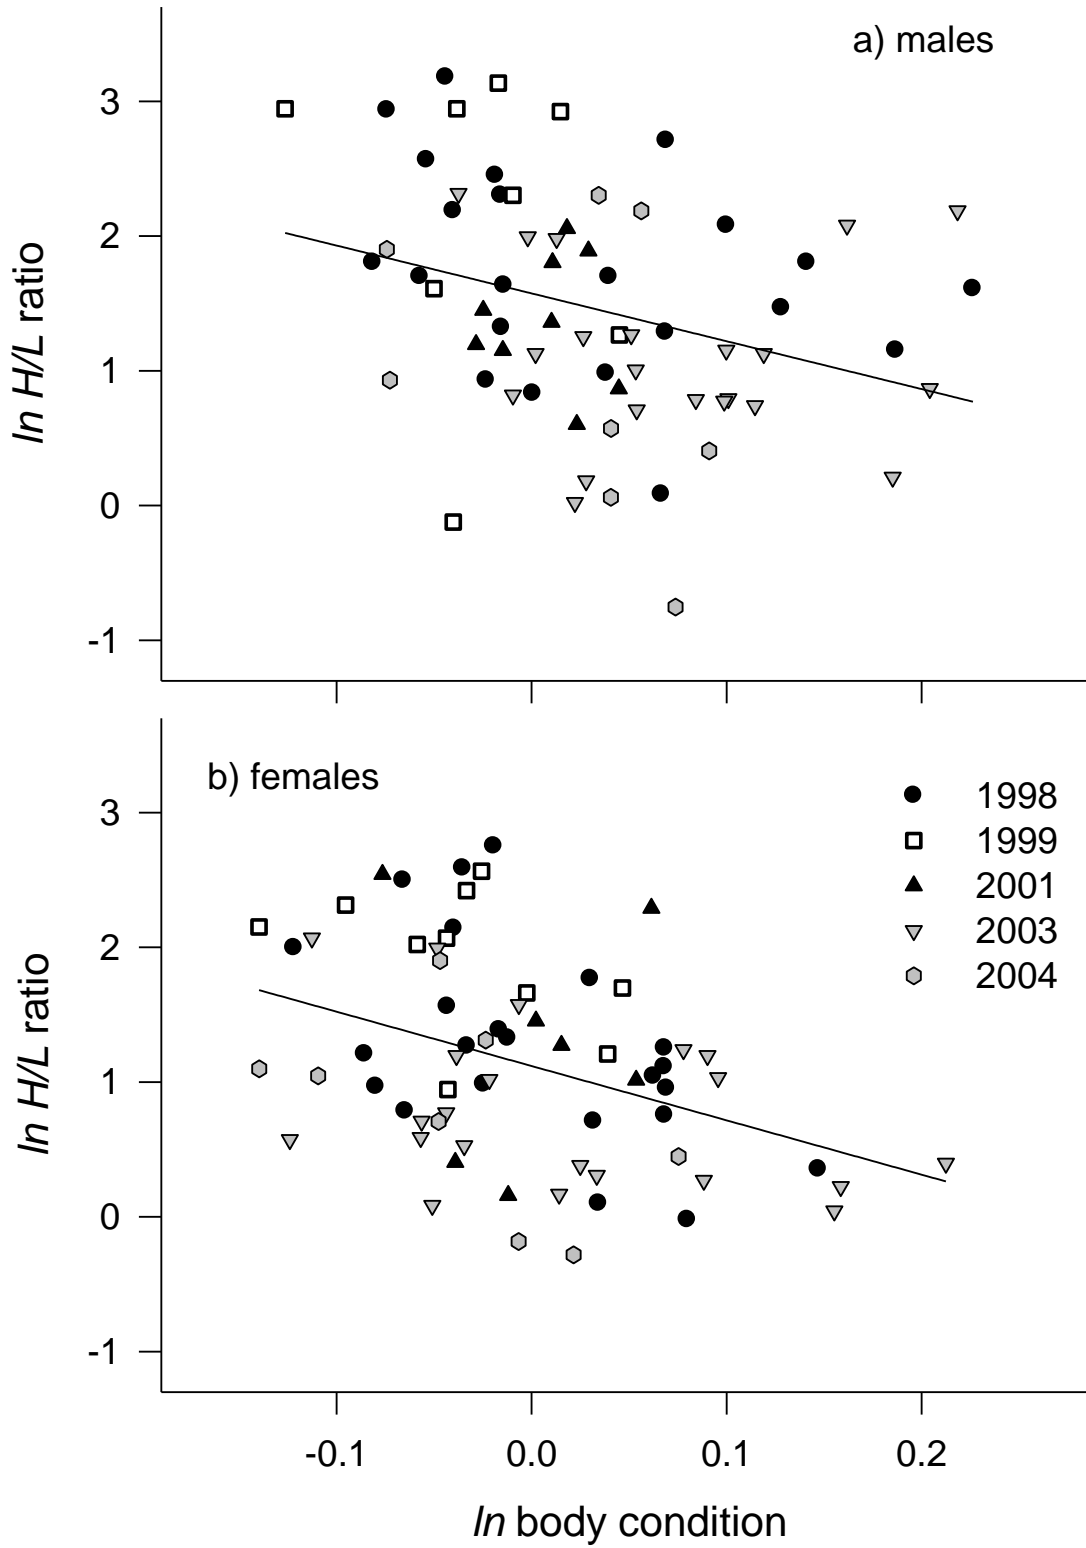 a) males
3
2
1
0
-1
ln H/L ratio
b) females
1998
1999
2001
2003
2004
3
2
1
0
-1
ln H/L ratio
-0.1 0.0 0.1 0.2
ln body condition